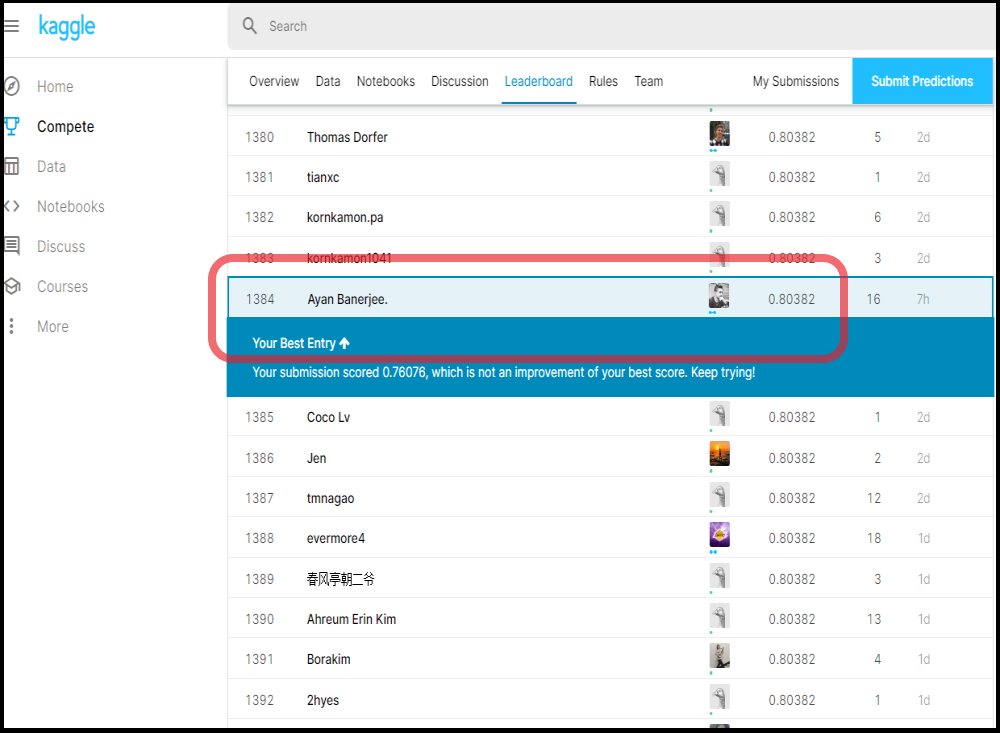 kaggle
Search
Home
Compete
Data
Notebooks
Discuss
Courses
More
Overview Data Notebooks Discussion Leaderboard Rules Team My Submissions Submit Predictions
1380 Thomas Dorfer 0.80382 5 2d
1381 tianxc 0.80382 1 2d
1382 kornkamon.pa 0.80382 6 2d
1383 kornkamon1041 0.80382 3 2d
1384 Ayan Banerjee. 0.80382 16 7h
Your Best Entry ↑
Your submission scored 0.76076, which is not an improvement of your best score. Keep trying!
1385 Coco Lv 0.80382 1 2d
1386 Jen 0.80382 2 2d
1387 tmnagao 0.80382 12 2d
1388 evermore4 0.80382 18 1d
1389 春风亭朝二爷 0.80382 3 1d
1390 Ahreum Erin Kim 0.80382 13 1d
1391 Borakim 0.80382 4 1d
1392 2hyes 0.80382 1 1d